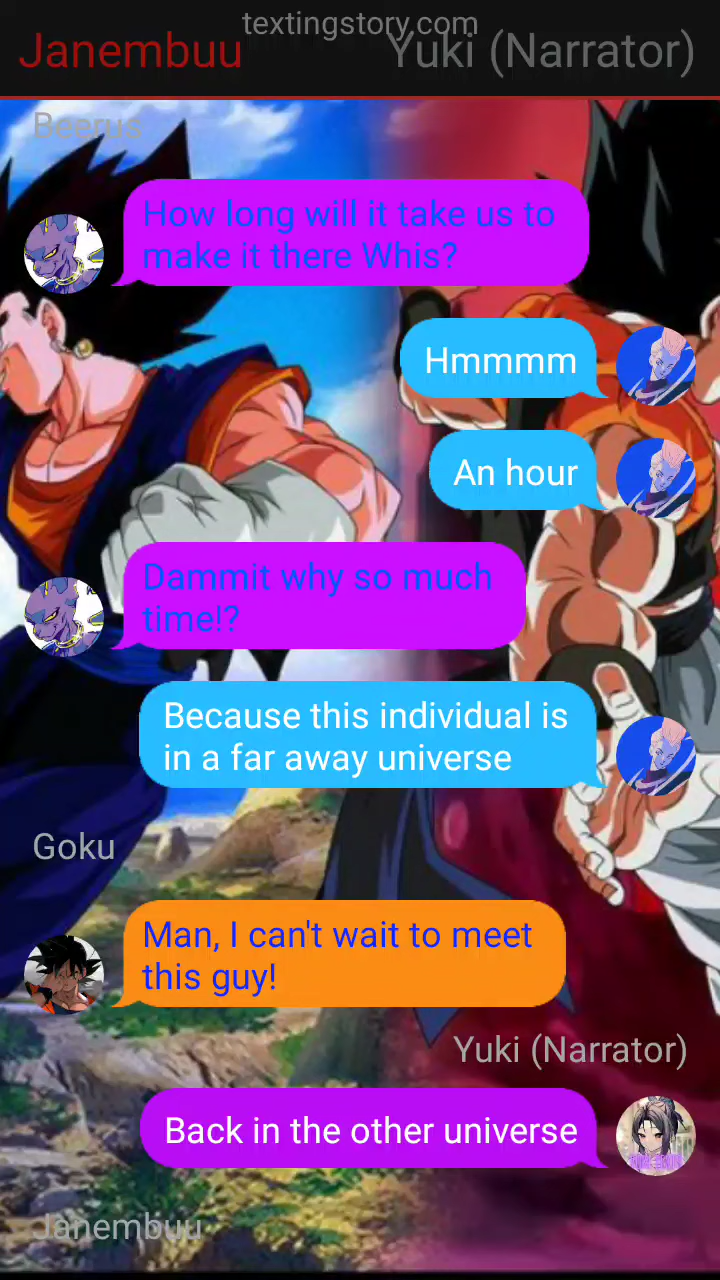 textingstory.com
Janembuu
Yuki (Narrator)
Beerus
How long will it take us to
make it there Whis?
Hmmmm
An hour
Dammit why so much
time!?
Because this individual is
in a far away universe
Goku
Man, I can't wait to meet
this guy!
Yuki (Narrator)
Back in the other universe
Janembuu